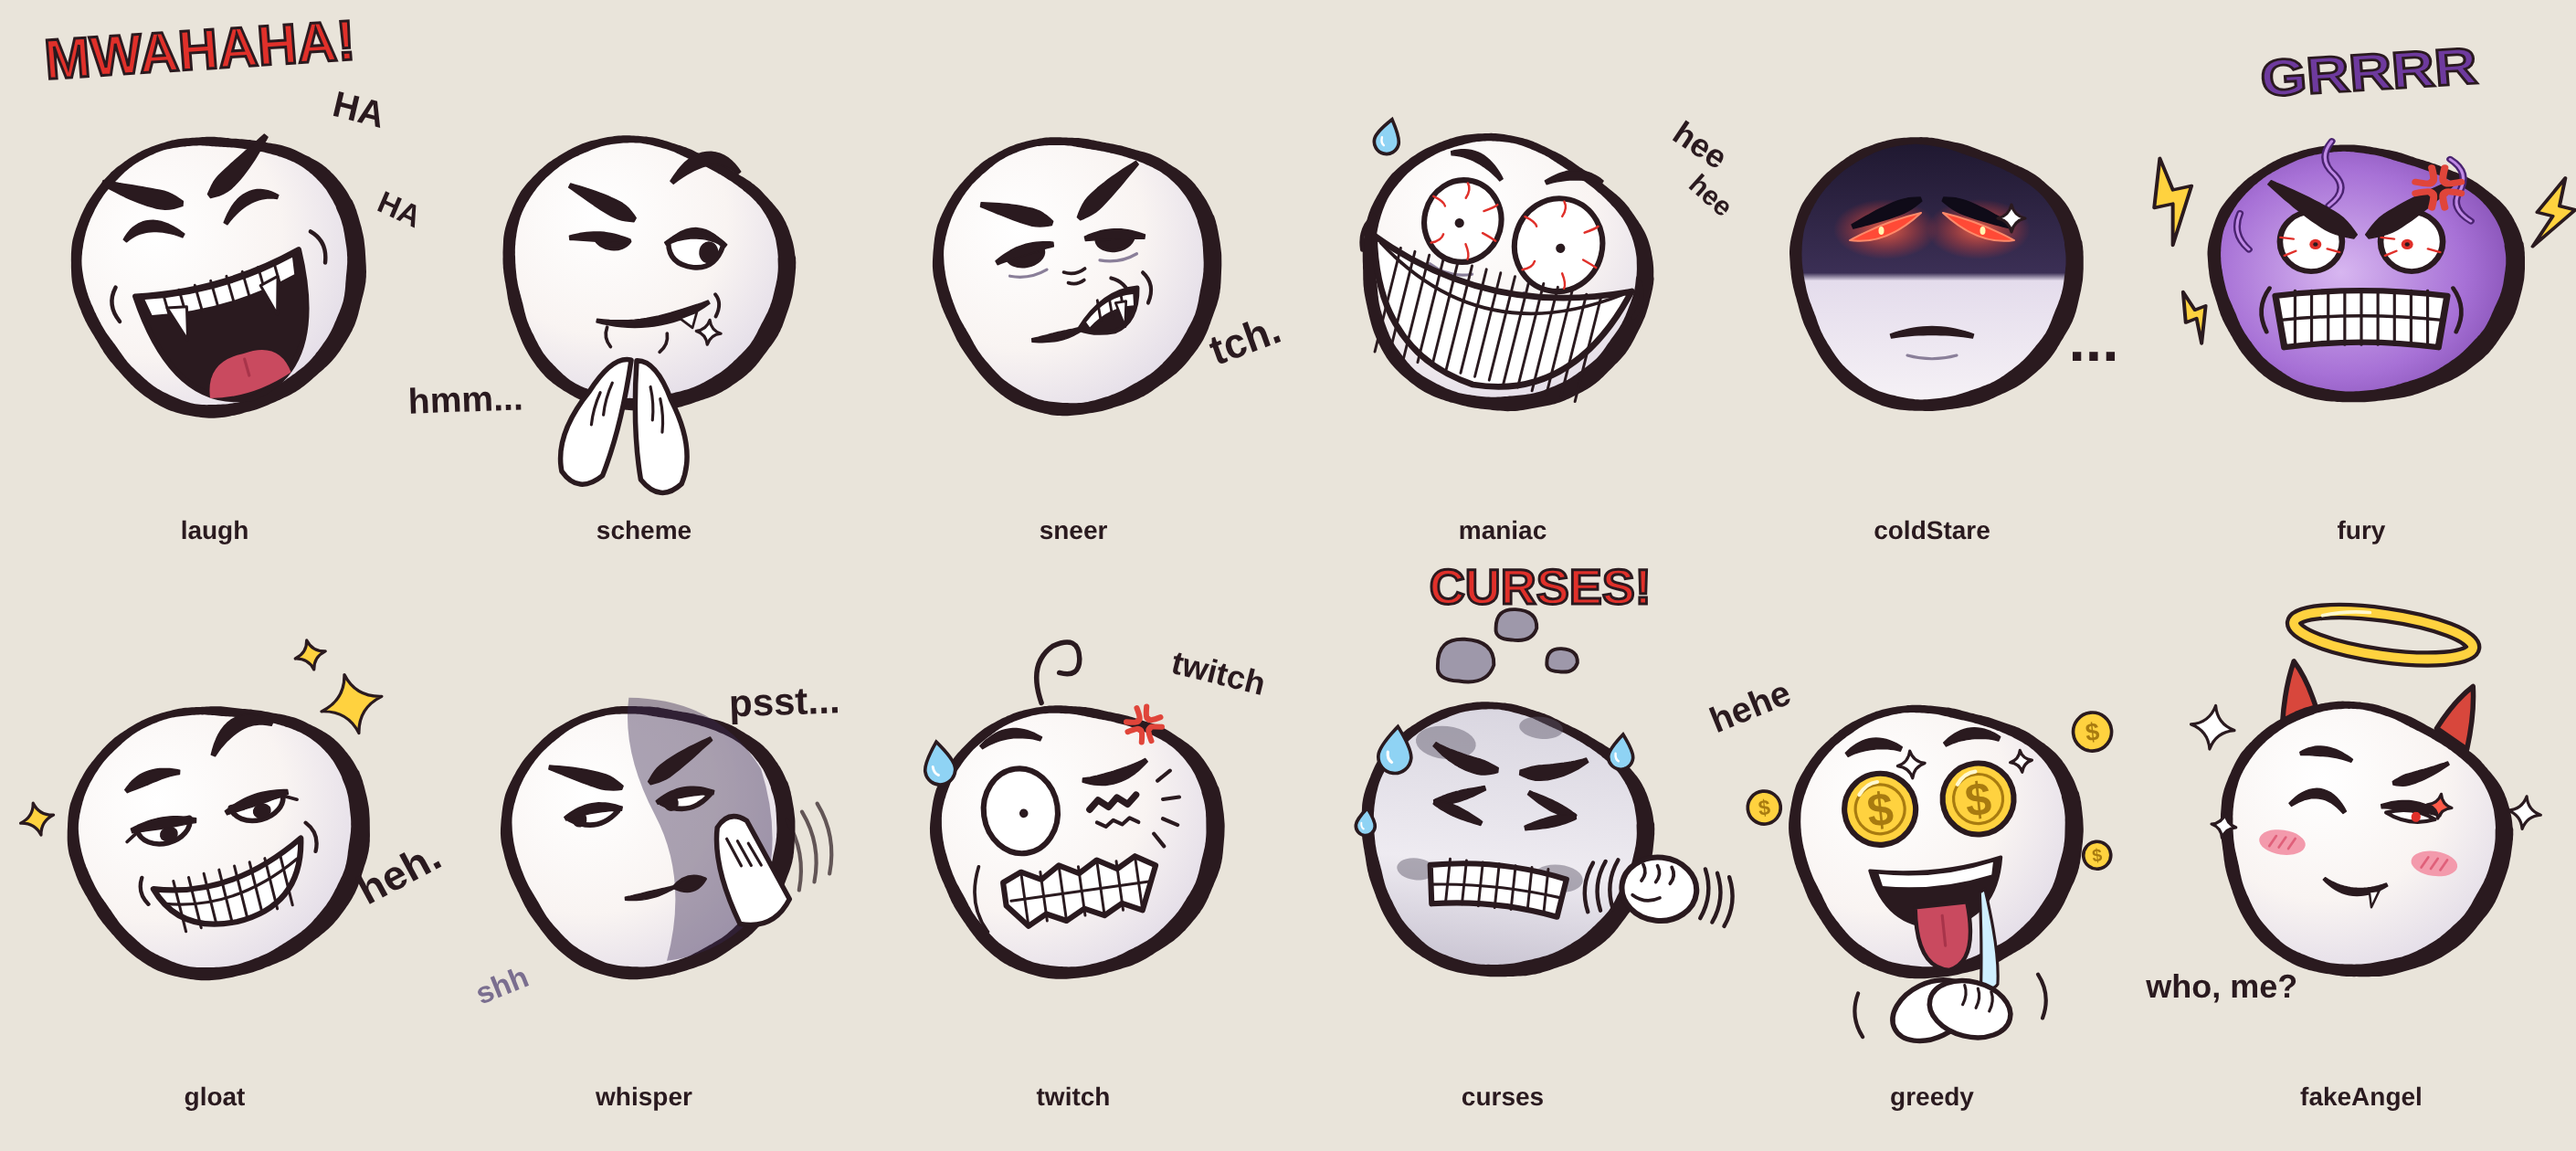 MWAHAHA!
HA
HA
hmm...
tch.
hee
hee
...
GRRRR
laugh
scheme
sneer
maniac
coldStare
fury
heh.
psst...
shh
twitch
CURSES!
hehe
$
$
$
$
$
who, me?
gloat
whisper
twitch
curses
greedy
fakeAngel